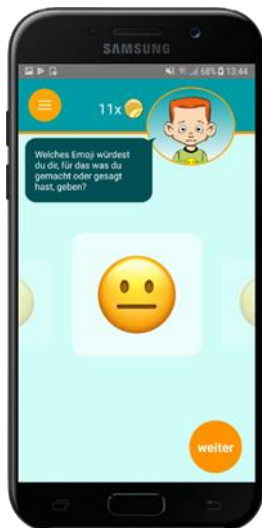 SAMSUNG
68% 13:44
11x
Welches Emoji würdest
du dir, für das was du
gemacht oder gesagt
hast, geben?
weiter